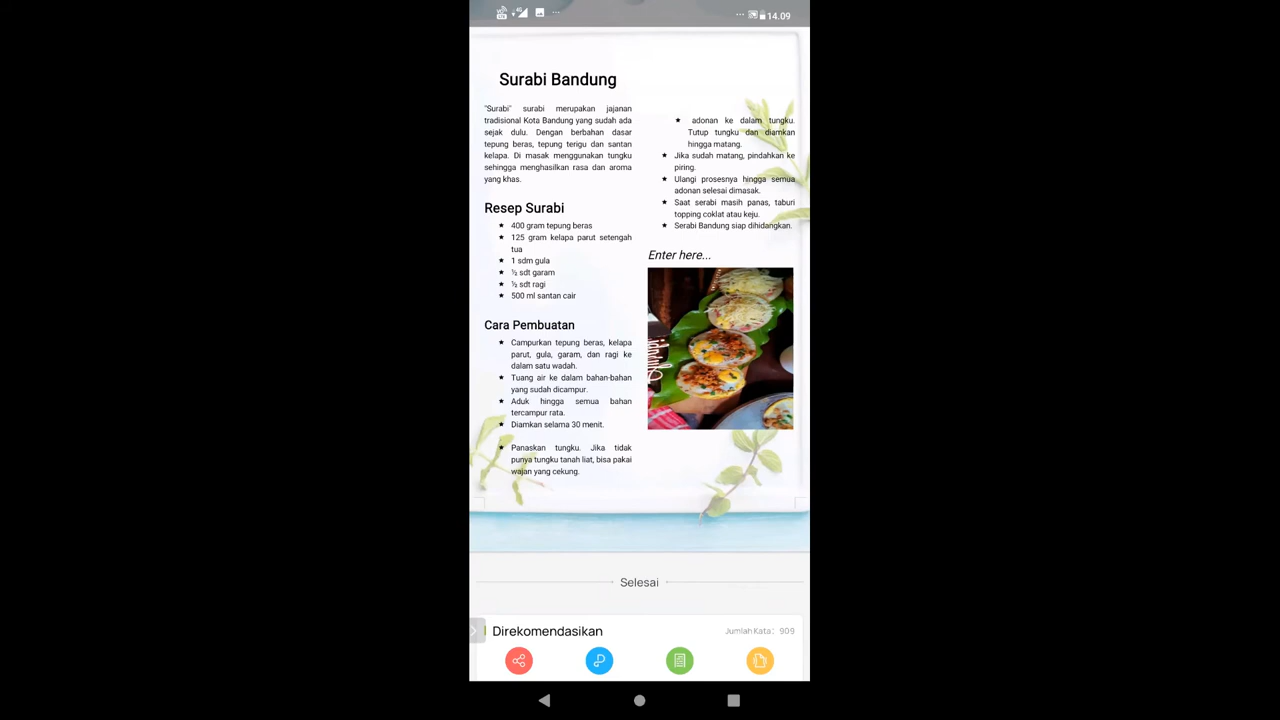 4G
LTE
14.09
Surabi Bandung
"Surabi" surabi merupakan jajanan
tradisional Kota Bandung yang sudah ada
sejak dulu. Dengan berbahan dasar
tepung beras, tepung terigu dan santan
kelapa. Di masak menggunakan tungku
sehingga menghasilkan rasa dan aroma
yang khas.
Resep Surabi
★ 400 gram tepung beras
★ 125 gram kelapa parut setengah
tua
★ 1 sdm gula
★ ½ sdt garam
★ ½ sdt ragi
★ 500 ml santan cair
Cara Pembuatan
★ Campurkan tepung beras, kelapa
parut, gula, garam, dan ragi ke
dalam satu wadah.
★ Tuang air ke dalam bahan-bahan
yang sudah dicampur.
★ Aduk hingga semua bahan
tercampur rata.
★ Diamkan selama 30 menit.
★ Panaskan tungku. Jika tidak
punya tungku tanah liat, bisa pakai
wajan yang cekung.
★ adonan ke dalam tungku.
Tutup tungku dan diamkan
hingga matang.
★ Jika sudah matang, pindahkan ke
piring.
★ Ulangi prosesnya hingga semua
adonan selesai dimasak.
★ Saat serabi masih panas, taburi
topping coklat atau keju.
★ Serabi Bandung siap dihidangkan.
Enter here...
Selesai
Direkomendasikan
Jumlah Kata: 909